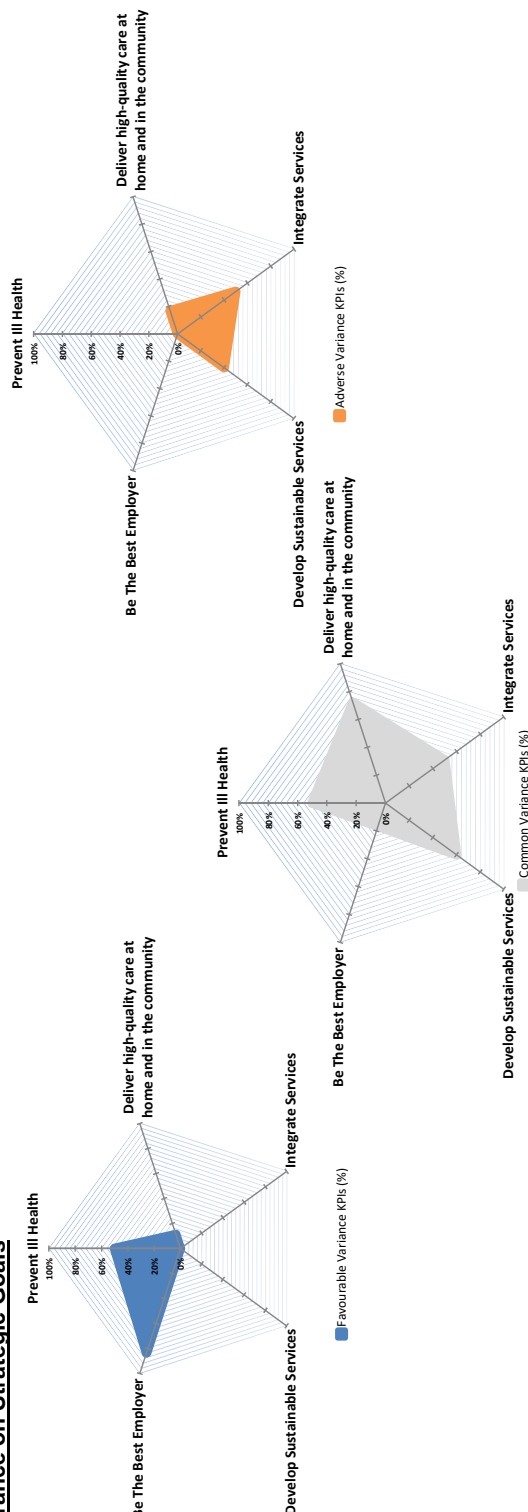 on Strategic Goals
Prevent Ill Health
100%
80%
60%
40%
20%
0%
Deliver high-quality care at
home and in the community
Integrate Services
Develop Sustainable Services
Be The Best Employer
Favourable Variance KPIs (%)
Prevent Ill Health
100%
80%
60%
40%
20%
0%
Deliver high-quality care at
home and in the community
Integrate Services
Develop Sustainable Services
Be The Best Employer
Common Variance KPIs (%)
Prevent Ill Health
100%
80%
60%
40%
20%
0%
Deliver high-quality care at
home and in the community
Integrate Services
Develop Sustainable Services
Be The Best Employer
Adverse Variance KPIs (%)